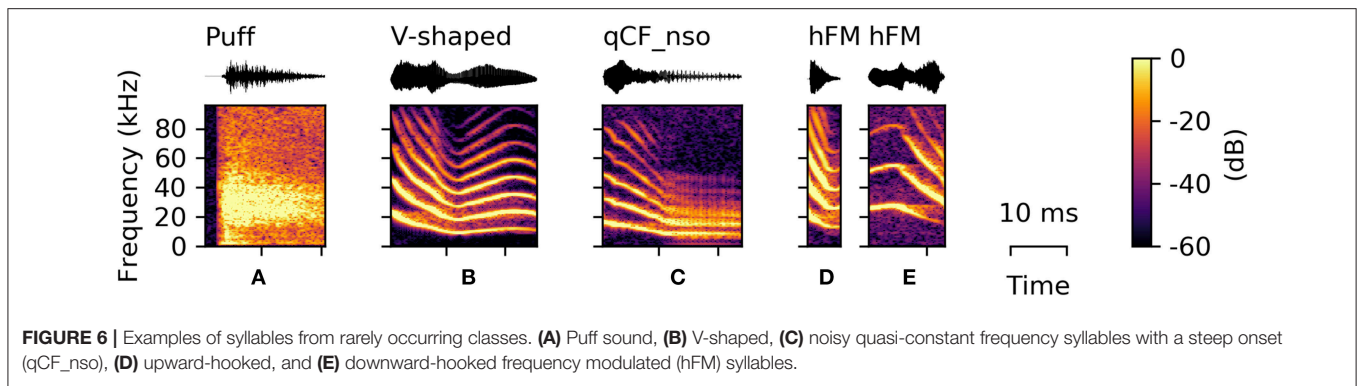 Puff V-shaped qCF_nso hFM hFM
Frequency (kHz)
80
60
40
20
0
A B C D E
10 ms
Time
0
-20
-40
-60
(dB)
FIGURE 6 | Examples of syllables from rarely occurring classes. (A) Puff sound, (B) V-shaped, (C) noisy quasi-constant frequency syllables with a steep onset
(qCF_nso), (D) upward-hooked, and (E) downward-hooked frequency modulated (hFM) syllables.